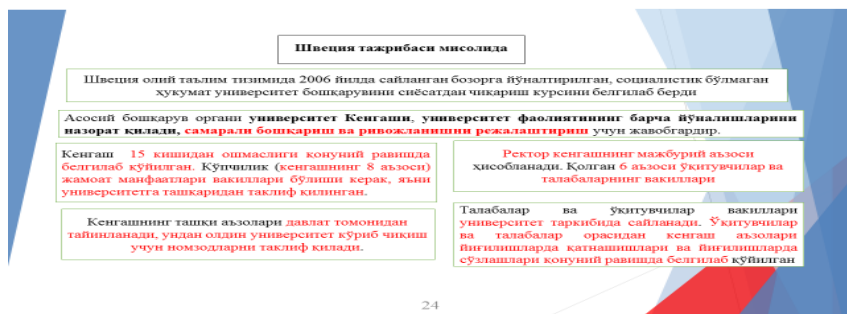 Швеция тажрибаси мисолида
Швеция олий таълим тизимида 2006 йилда сайланган бозорга йўналтирилган, социалистик бўлмаган
ҳукумат университет бошқарувини сиёсатдан чиқариш курсини белгилаб берди
Асосий бошқарув органи университет Кенгаши, университет фаолиятининг барча йўналишларини
назорат қилади, самарали бошқариш ва ривожланишни режалаштириш учун жавобгардир.
Кенгаш 15 кишидан ошмаслиги қонуний равишда
белгилаб қўйилган. Кўпчилик (кенгашнинг 8 аъзоси)
жамоат манфаатлари вакиллари бўлиши керак, яъни
университетга ташқаридан таклиф қилинган.
Кенгашнинг ташқи аъзолари давлат томонидан
тайинланади, ундан олдин университет кўриб чиқиш
учун номзодларни таклиф қилади.
Ректор кенгашнинг мажбурий аъзоси
ҳисобланади. Қолган 6 аъзоси ўқитувчилар ва
талабаларнинг вакиллари
Талабалар ва ўқитувчилар вакиллари
университет таркибида сайланади. Ўқитувчилар
ва талабалар орасидан кенгаш аъзолари
йиғилишларда қатнашишлари ва йиғилишларда
сўзлашлари қонуний равишда белгилаб қўйилган
24